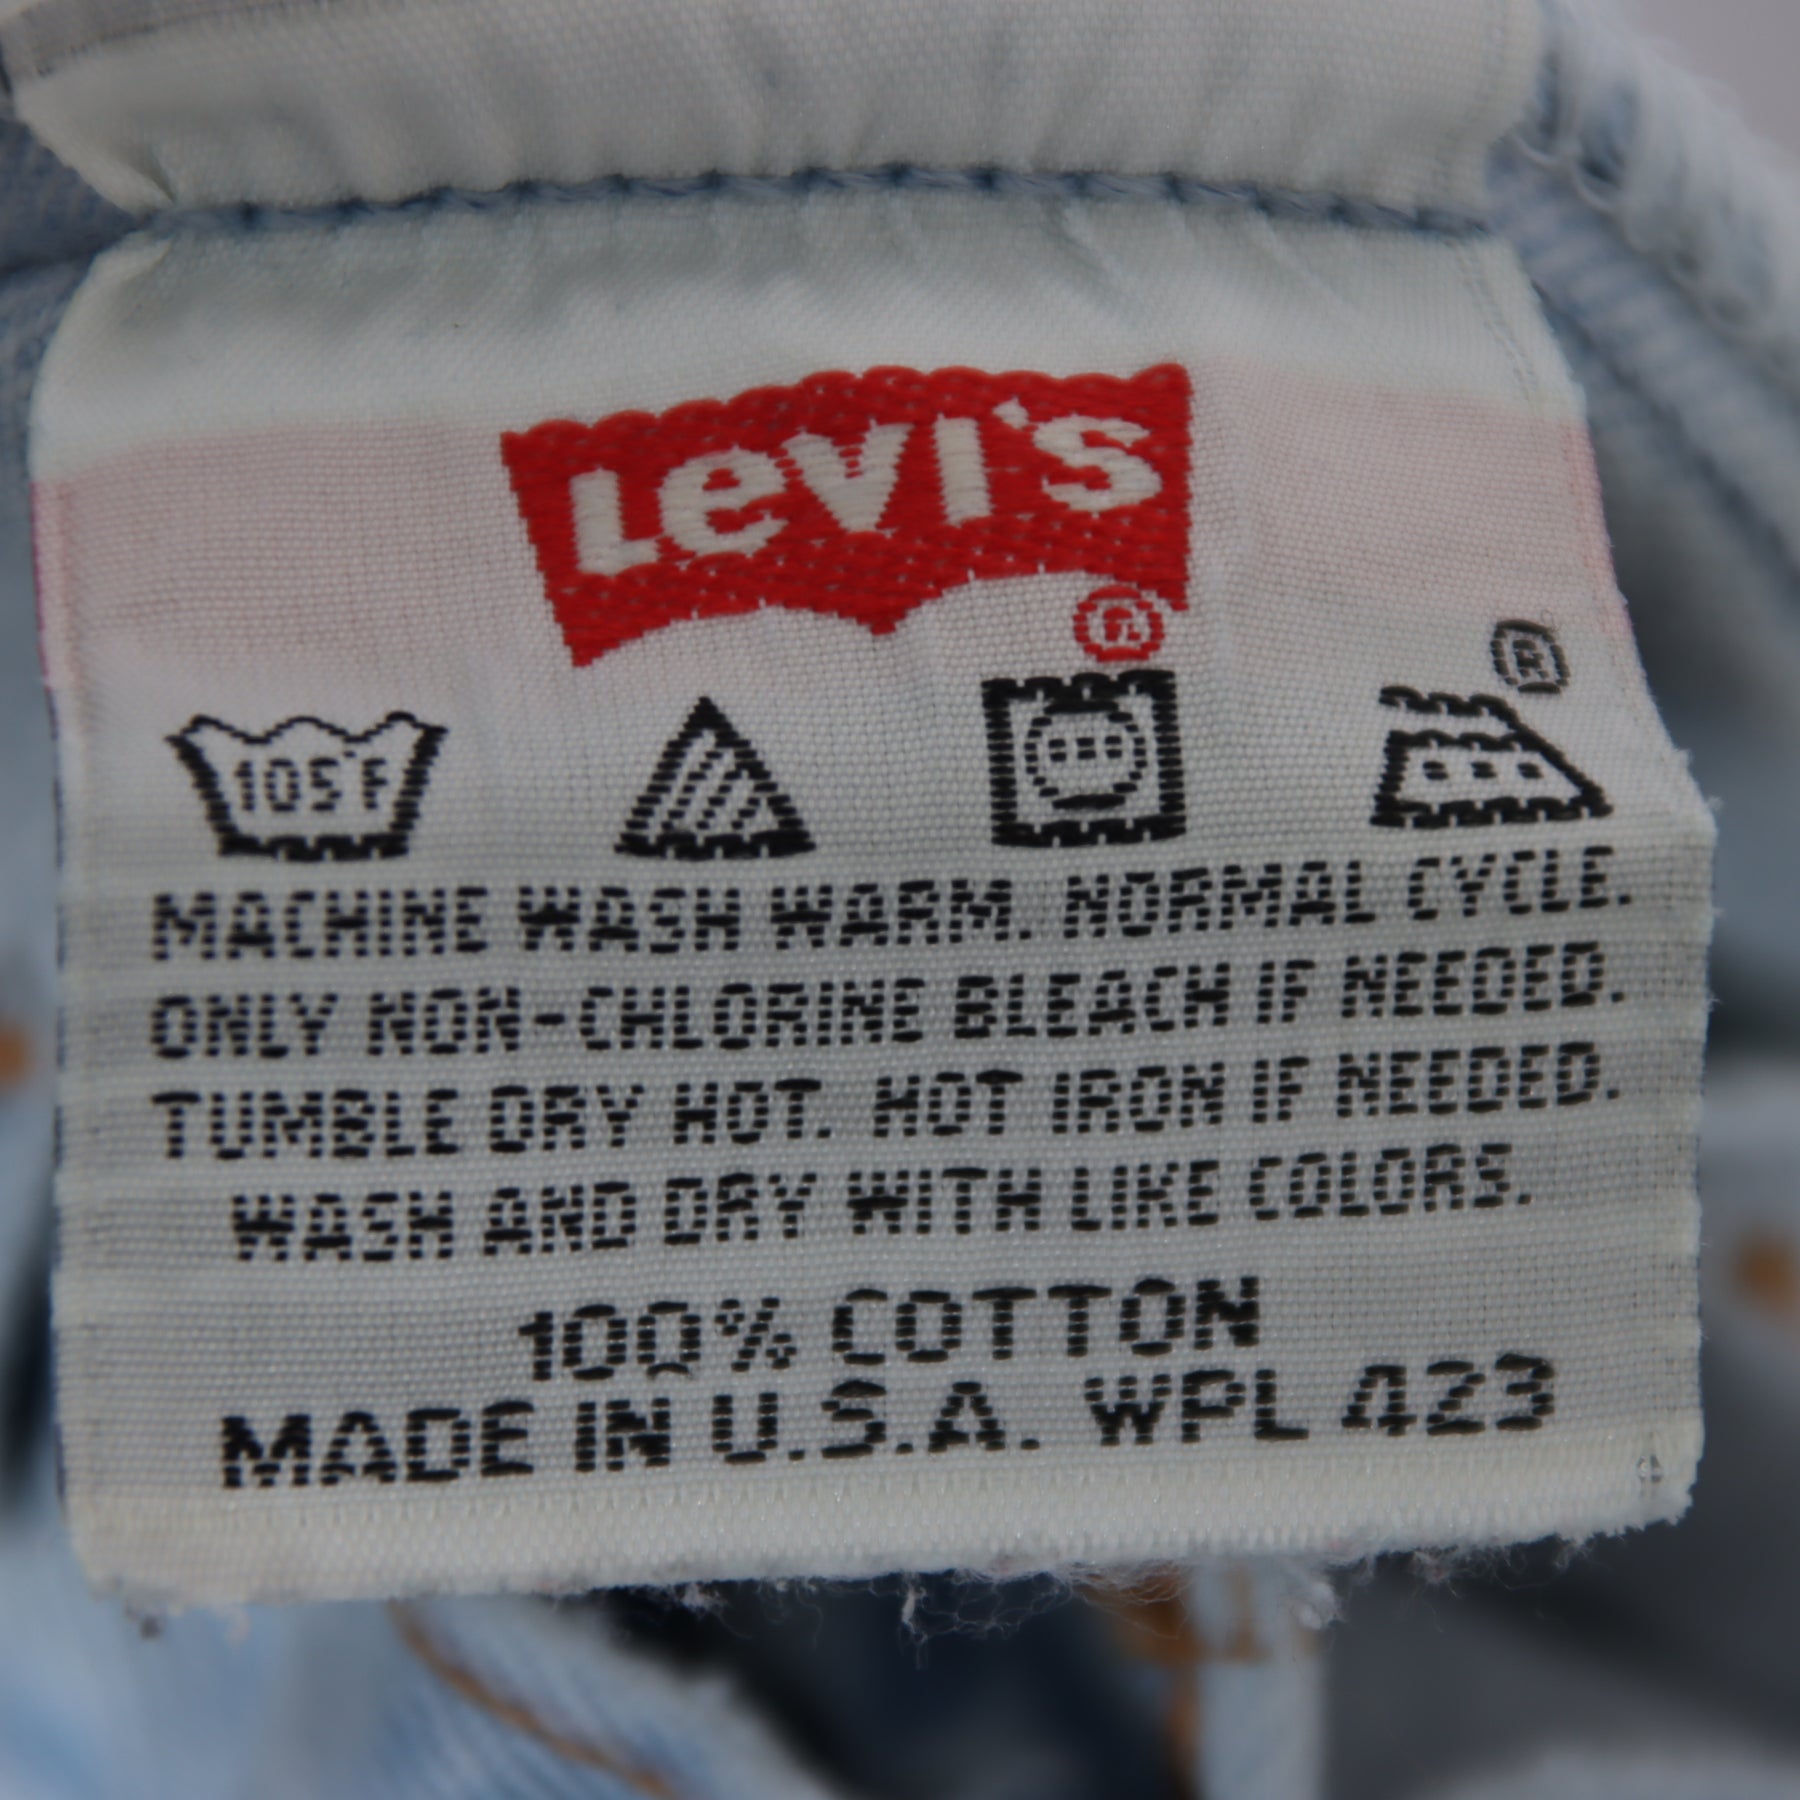 Levi's
®
®
105°F
MACHINE WASH WARM. NORMAL CYCLE.
ONLY NON-CHLORINE BLEACH IF NEEDED.
TUMBLE DRY HOT. HOT IRON IF NEEDED.
WASH AND DRY WITH LIKE COLORS.
100% COTTON
MADE IN U.S.A. WPL 423